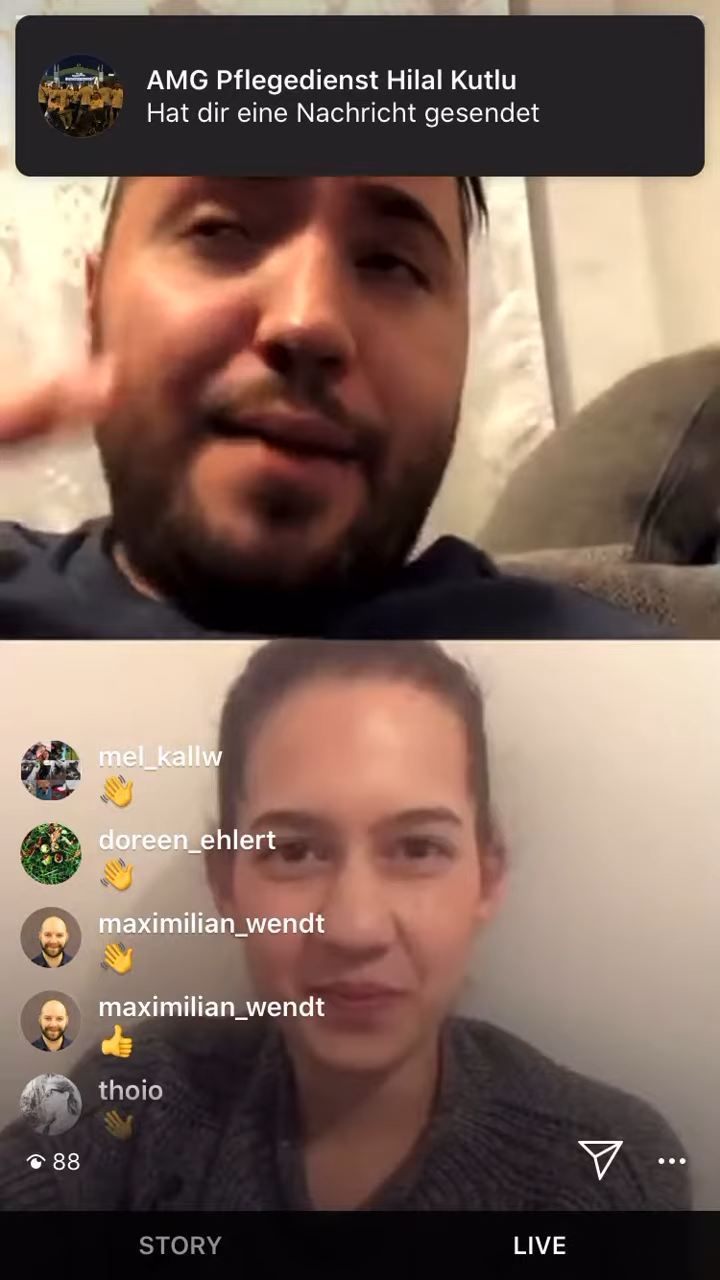 AMG Pflegedienst Hilal Kutlu
Hat dir eine Nachricht gesendet
mel_kallw
👋
doreen_ehlert
👋
maximilian_wendt
👋
maximilian_wendt
👍
thoio
👋
88
STORY
LIVE